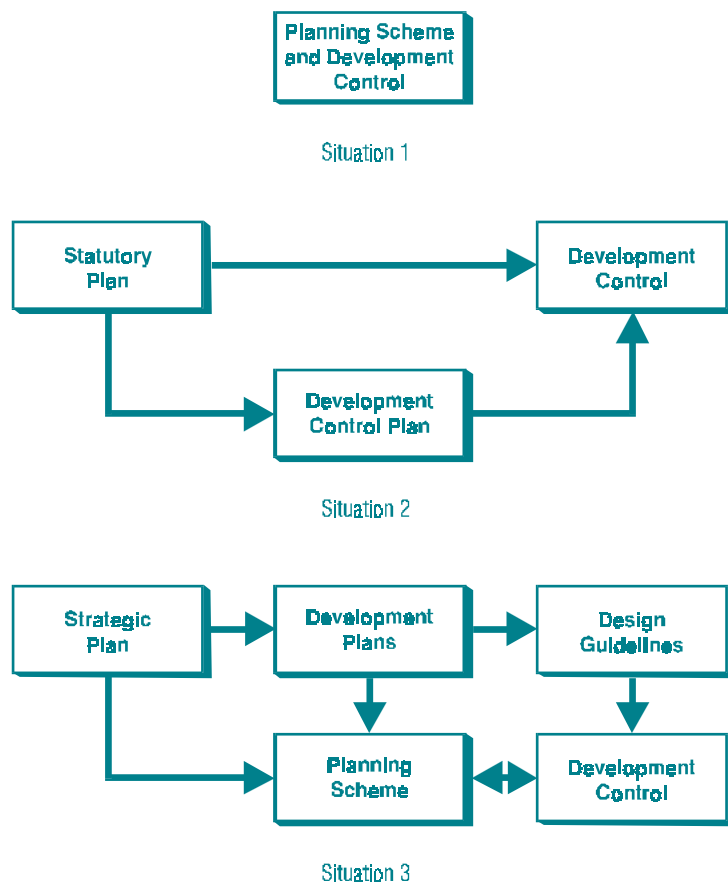 Planning Scheme
and Development
Control
Situation 1
Statutory
Plan
Development
Control
Development
Control Plan
Situation 2
Strategic
Plan
Development
Plans
Design
Guidelines
Planning
Scheme
Development
Control
Situation 3